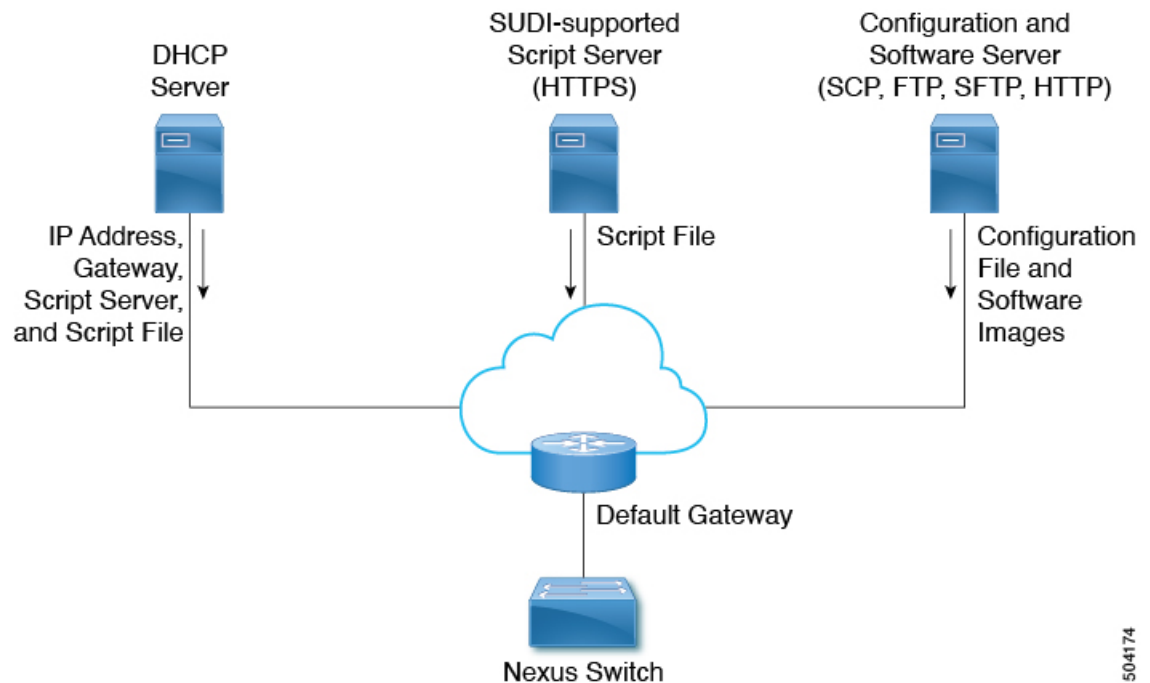 DHCP
Server
SUDI-supported
Script Server
(HTTPS)
Configuration and
Software Server
(SCP, FTP, SFTP, HTTP)
IP Address,
Gateway,
Script Server,
and Script File
Script File
Configuration
File and
Software
Images
Default Gateway
Nexus Switch
504174